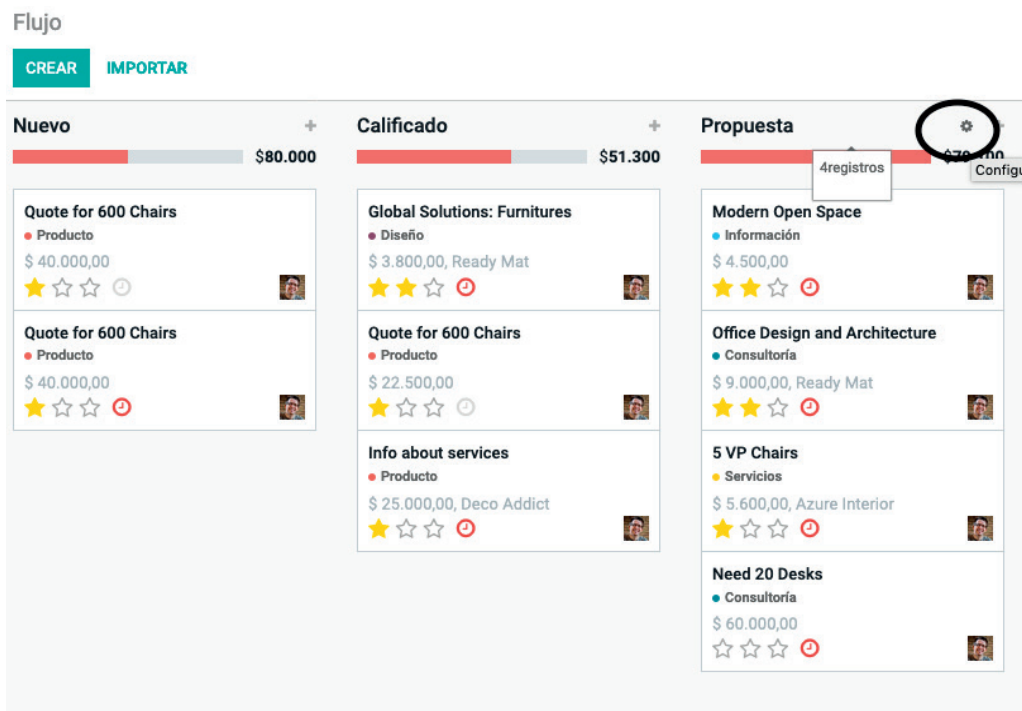 Flujo
CREAR IMPORTAR
Nuevo +
$80.000
Quote for 600 Chairs
Producto
$ 40.000,00
Quote for 600 Chairs
Producto
$ 40.000,00
Calificado +
$51.300
Global Solutions: Furnitures
Diseño
$ 3.800,00, Ready Mat
Quote for 600 Chairs
Producto
$ 22.500,00
Info about services
Producto
$ 25.000,00, Deco Addict
Propuesta +
4registros
Configu
Modern Open Space
Información
$ 4.500,00
Office Design and Architecture
Consultoría
$ 9.000,00, Ready Mat
5 VP Chairs
Servicios
$ 5.600,00, Azure Interior
Need 20 Desks
Consultoría
$ 60.000,00